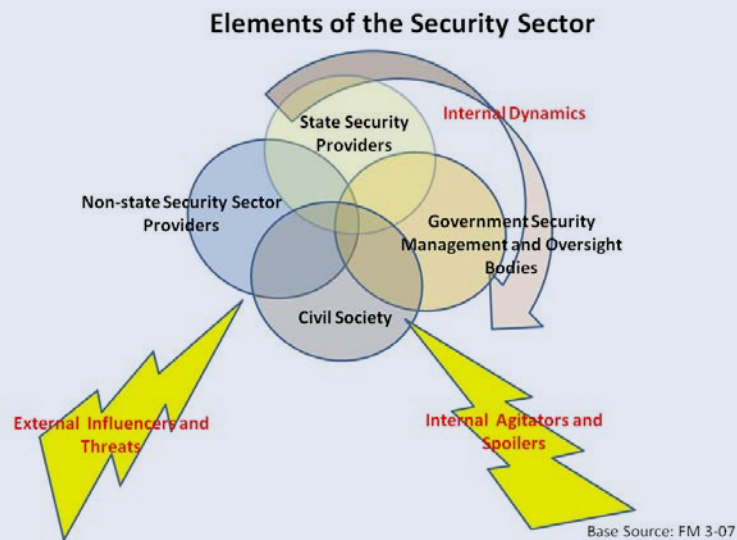 Elements of the Security Sector
State Security
Providers
Internal Dynamics
Non-state Security Sector
Providers
Government Security
Management and Oversight
Bodies
Civil Society
External Influencers and
Threats
Internal Agitators and
Spoilers
Base Source: FM 3-07